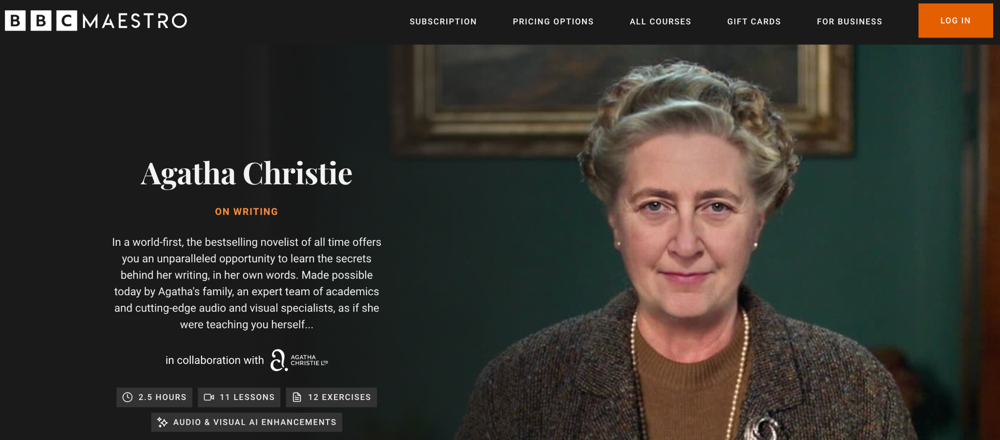 BBC MAESTRO
SUBSCRIPTION
PRICING OPTIONS
ALL COURSES
GIFT CARDS
FOR BUSINESS
LOG IN
Agatha Christie
ON WRITING
In a world-first, the bestselling novelist of all time offers
you an unparalleled opportunity to learn the secrets
behind her writing, in her own words. Made possible
today by Agatha's family, an expert team of academics
and cutting-edge audio and visual specialists, as if she
were teaching you herself...
in collaboration with a. AGATHA
CHRISTIE LTD
2.5 HOURS
11 LESSONS
12 EXERCISES
AUDIO & VISUAL AI ENHANCEMENTS